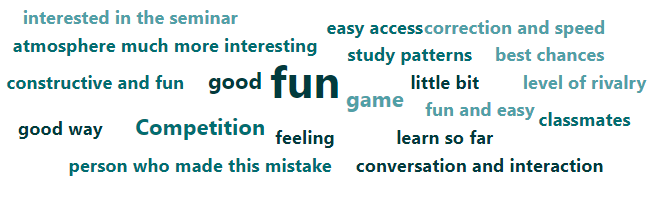 interested in the seminar
easy access correction and speed
atmosphere much more interesting
study patterns best chances
constructive and fun good fun little bit level of rivalry
game fun and easy
good way Competition feeling learn so far classmates
person who made this mistake conversation and interaction